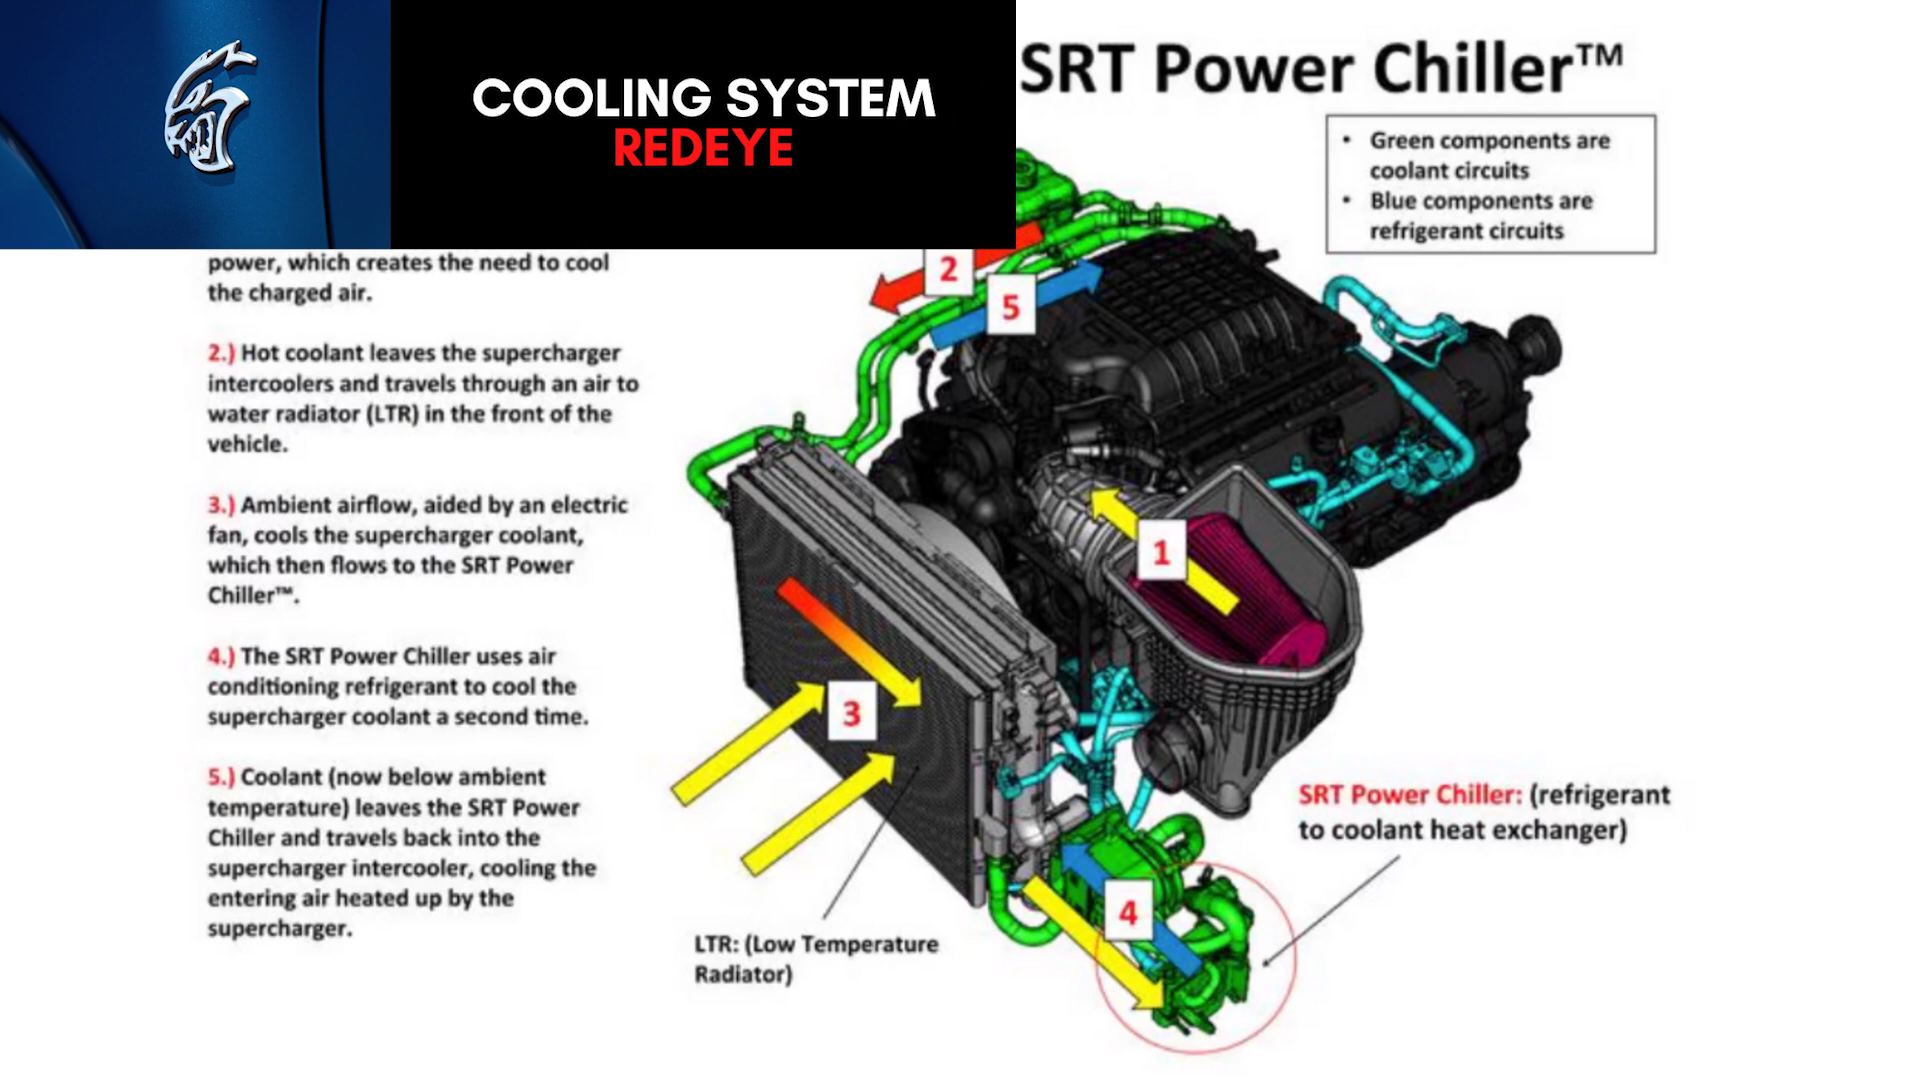 COOLING SYSTEM
REDEYE
SRT Power Chiller™
• Green components are
coolant circuits
• Blue components are
refrigerant circuits
power, which creates the need to cool
the charged air.
2.) Hot coolant leaves the supercharger
intercoolers and travels through an air to
water radiator (LTR) in the front of the
vehicle.
3.) Ambient airflow, aided by an electric
fan, cools the supercharger coolant,
which then flows to the SRT Power
Chiller™.
4.) The SRT Power Chiller uses air
conditioning refrigerant to cool the
supercharger coolant a second time.
5.) Coolant (now below ambient
temperature) leaves the SRT Power
Chiller and travels back into the
supercharger intercooler, cooling the
entering air heated up by the
supercharger.
2
5
1
3
4
SRT Power Chiller: (refrigerant
to coolant heat exchanger)
LTR: (Low Temperature
Radiator)